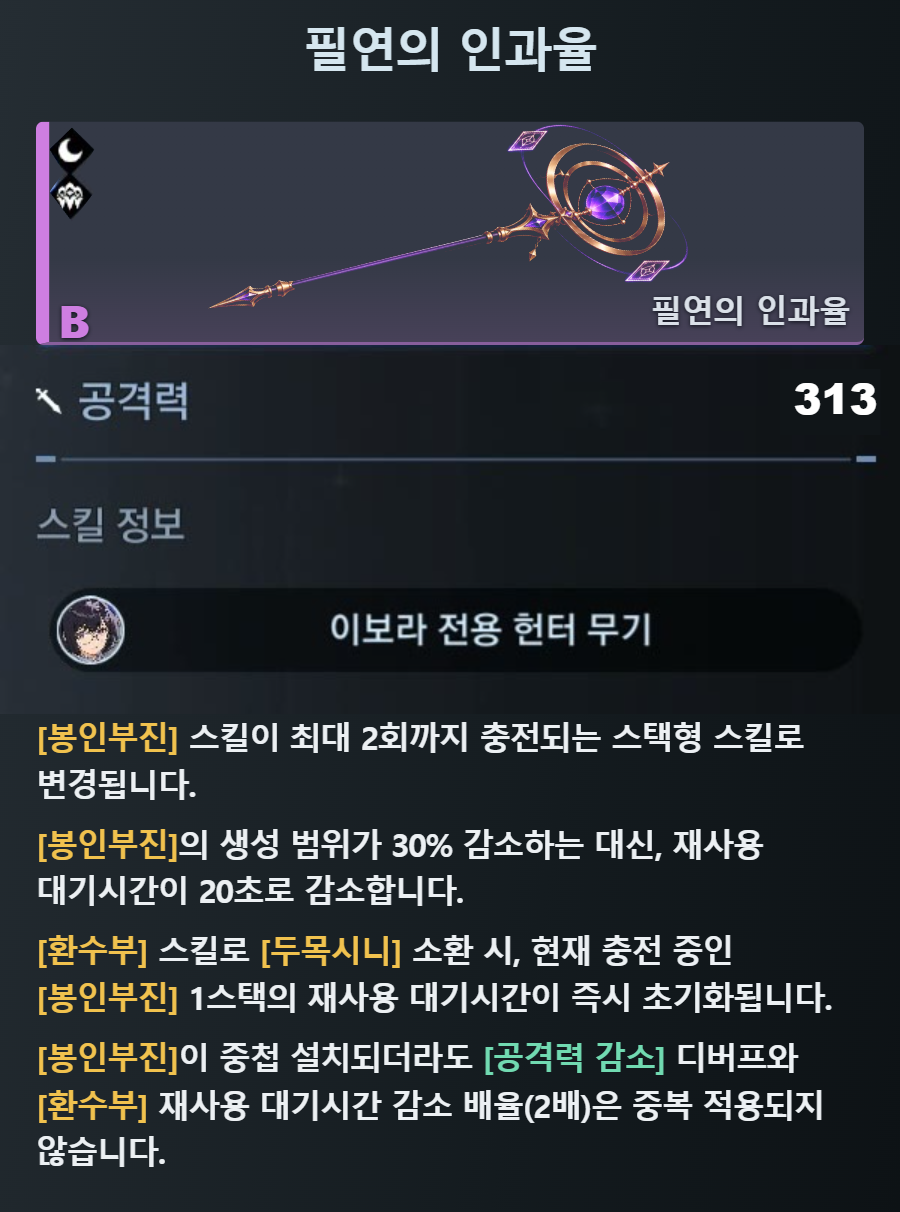 필연의 인과율
B
필연의 인과율
공격력
313
스킬 정보
이보라 전용 헌터 무기
[봉인부진] 스킬이 최대 2회까지 충전되는 스택형 스킬로
변경됩니다.
[봉인부진]의 생성 범위가 30% 감소하는 대신, 재사용
대기시간이 20초로 감소합니다.
[환수부] 스킬로 [두목시니] 소환 시, 현재 충전 중인
[봉인부진] 1스택의 재사용 대기시간이 즉시 초기화됩니다.
[봉인부진]이 중첩 설치되더라도 [공격력 감소] 디버프와
[환수부] 재사용 대기시간 감소 배율(2배)은 중복 적용되지
않습니다.